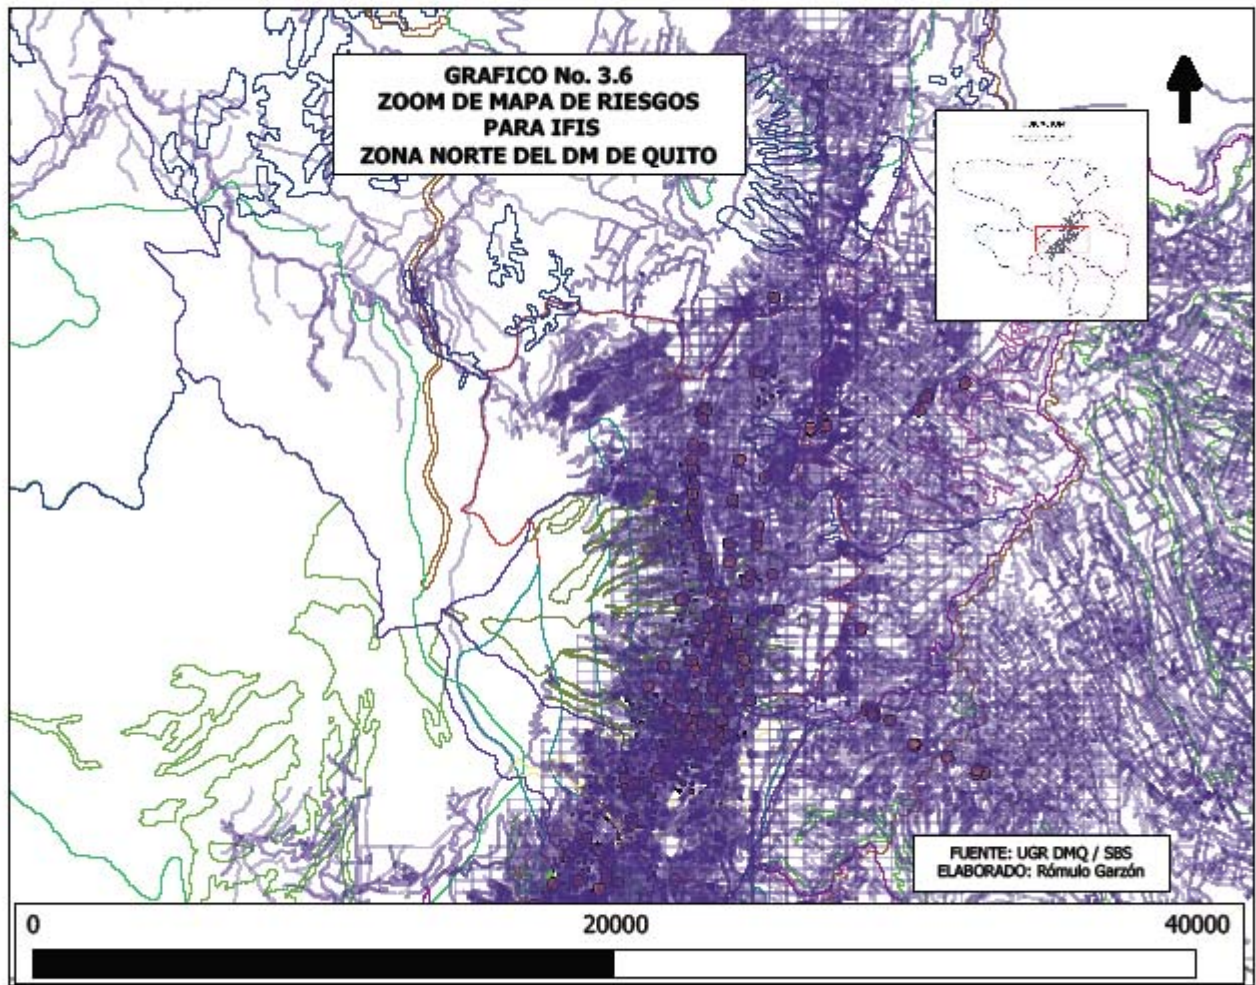 GRAFICO No. 3.6
ZOOM DE MAPA DE RIESGOS
PARA IFIS
ZONA NORTE DEL DM DE QUITO
FUENTE: UGR DMQ / SBS
ELABORADO: Rómulo Garzón
0 20000 40000